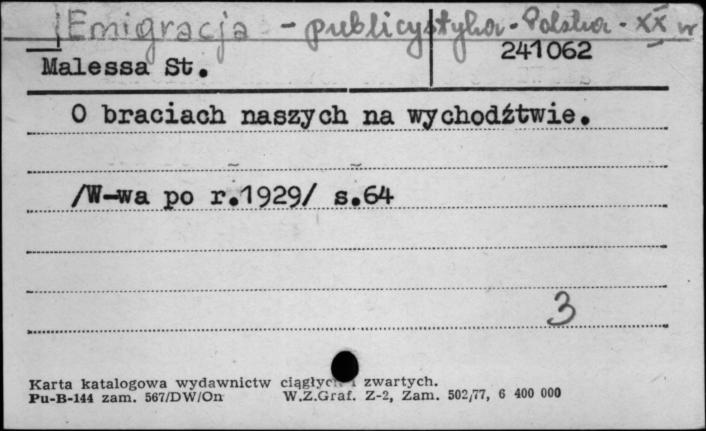 Emigracja - publicystyka - Polska - XX w
241062
Malessa St.
O braciach naszych na wychodźtwie.
/W-wa po r.1929/ s.64
3
Karta katalogowa wydawnictw ciągłych i zwartych.
Pu-B-144 zam. 567/DW/On W.Z.Graf. Z-2, Zam. 502/77, 6 400 000